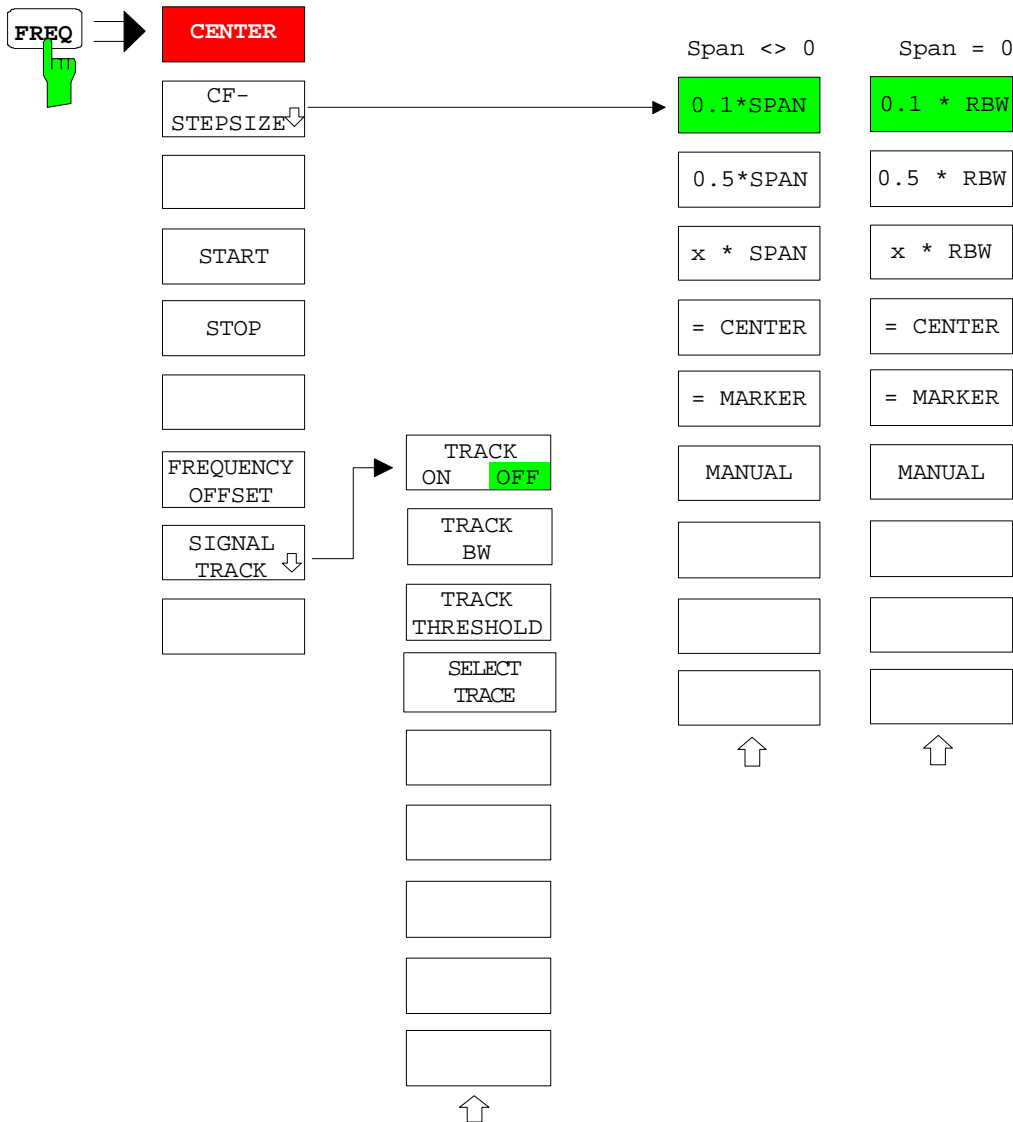 FREQ
CENTER
CF-
STEPSIZE
START
STOP
FREQUENCY
OFFSET
SIGNAL
TRACK
TRACK
ON OFF
TRACK
BW
TRACK
THRESHOLD
SELECT
TRACE
Span <> 0
0.1*SPAN
0.5*SPAN
x * SPAN
= CENTER
= MARKER
MANUAL
Span = 0
0.1 * RBW
0.5 * RBW
x * RBW
= CENTER
= MARKER
MANUAL